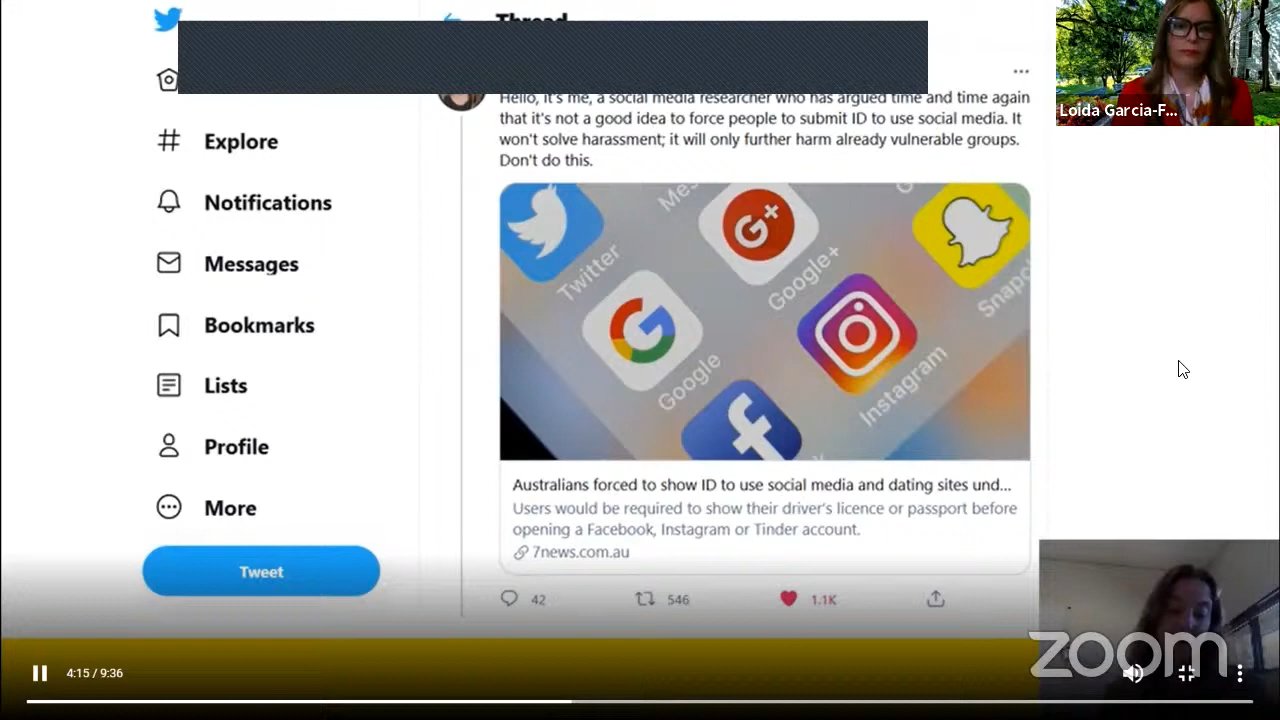 Thread
Loida Garcia-F...
Hello, it's me, a social media researcher who has argued time and time again
that it's not a good idea to force people to submit ID to use social media. It
won't solve harassment; it will only further harm already vulnerable groups.
Don't do this.
Explore
Notifications
Messages
Bookmarks
Lists
Profile
More
Tweet
Twitter
Google+
Google
Instagram
Australians forced to show ID to use social media and dating sites und...
Users would be required to show their driver's licence or passport before
opening a Facebook, Instagram or Tinder account.
7news.com.au
42
546
1.1K
zoom
4:15 / 9:36